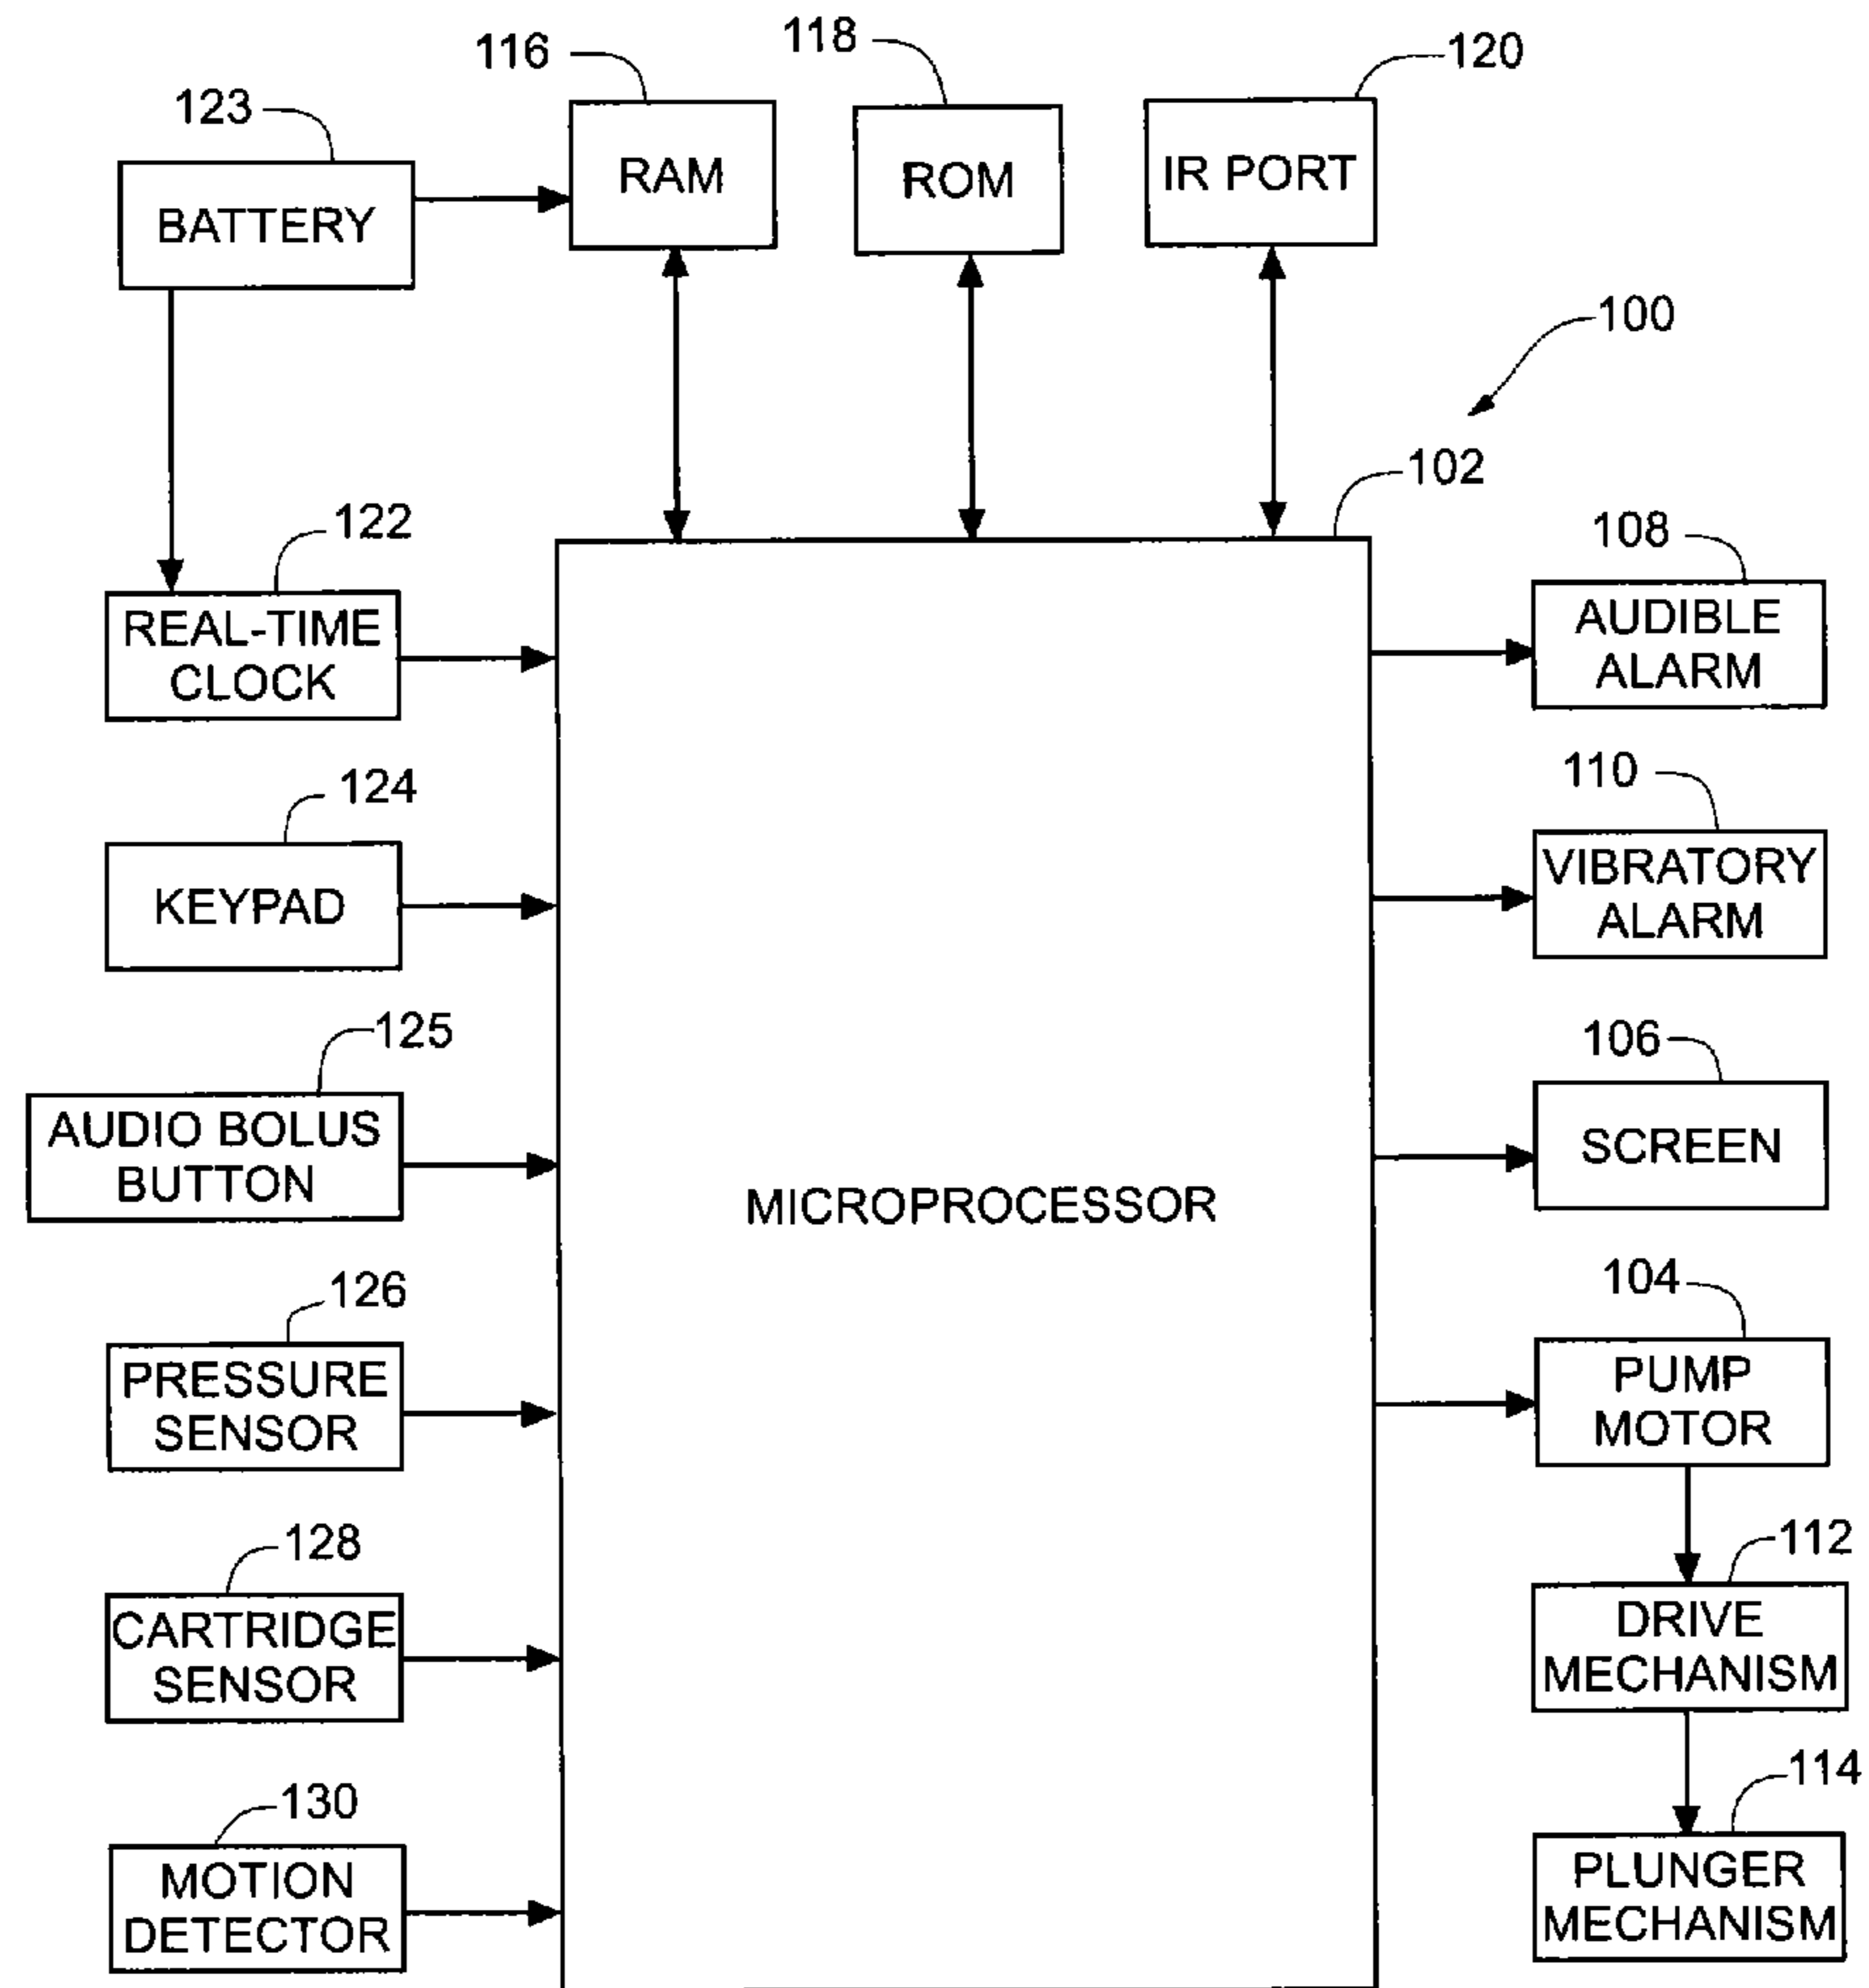 116
118
120
123
RAM
ROM
IR PORT
BATTERY
100
102
122
REAL-TIME
CLOCK
108
AUDIBLE
ALARM
124
KEYPAD
110
VIBRATORY
ALARM
125
AUDIO BOLUS
BUTTON
106
SCREEN
MICROPROCESSOR
126
PRESSURE
SENSOR
104
PUMP
MOTOR
128
CARTRIDGE
SENSOR
112
DRIVE
MECHANISM
130
MOTION
DETECTOR
114
PLUNGER
MECHANISM